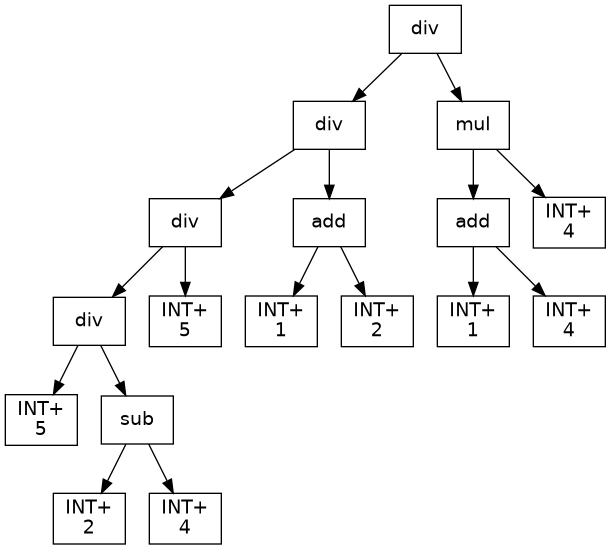 div
div
mul
div
add
add
INT+
4
div
INT+
5
INT+
1
INT+
2
INT+
1
INT+
4
INT+
5
sub
INT+
2
INT+
4